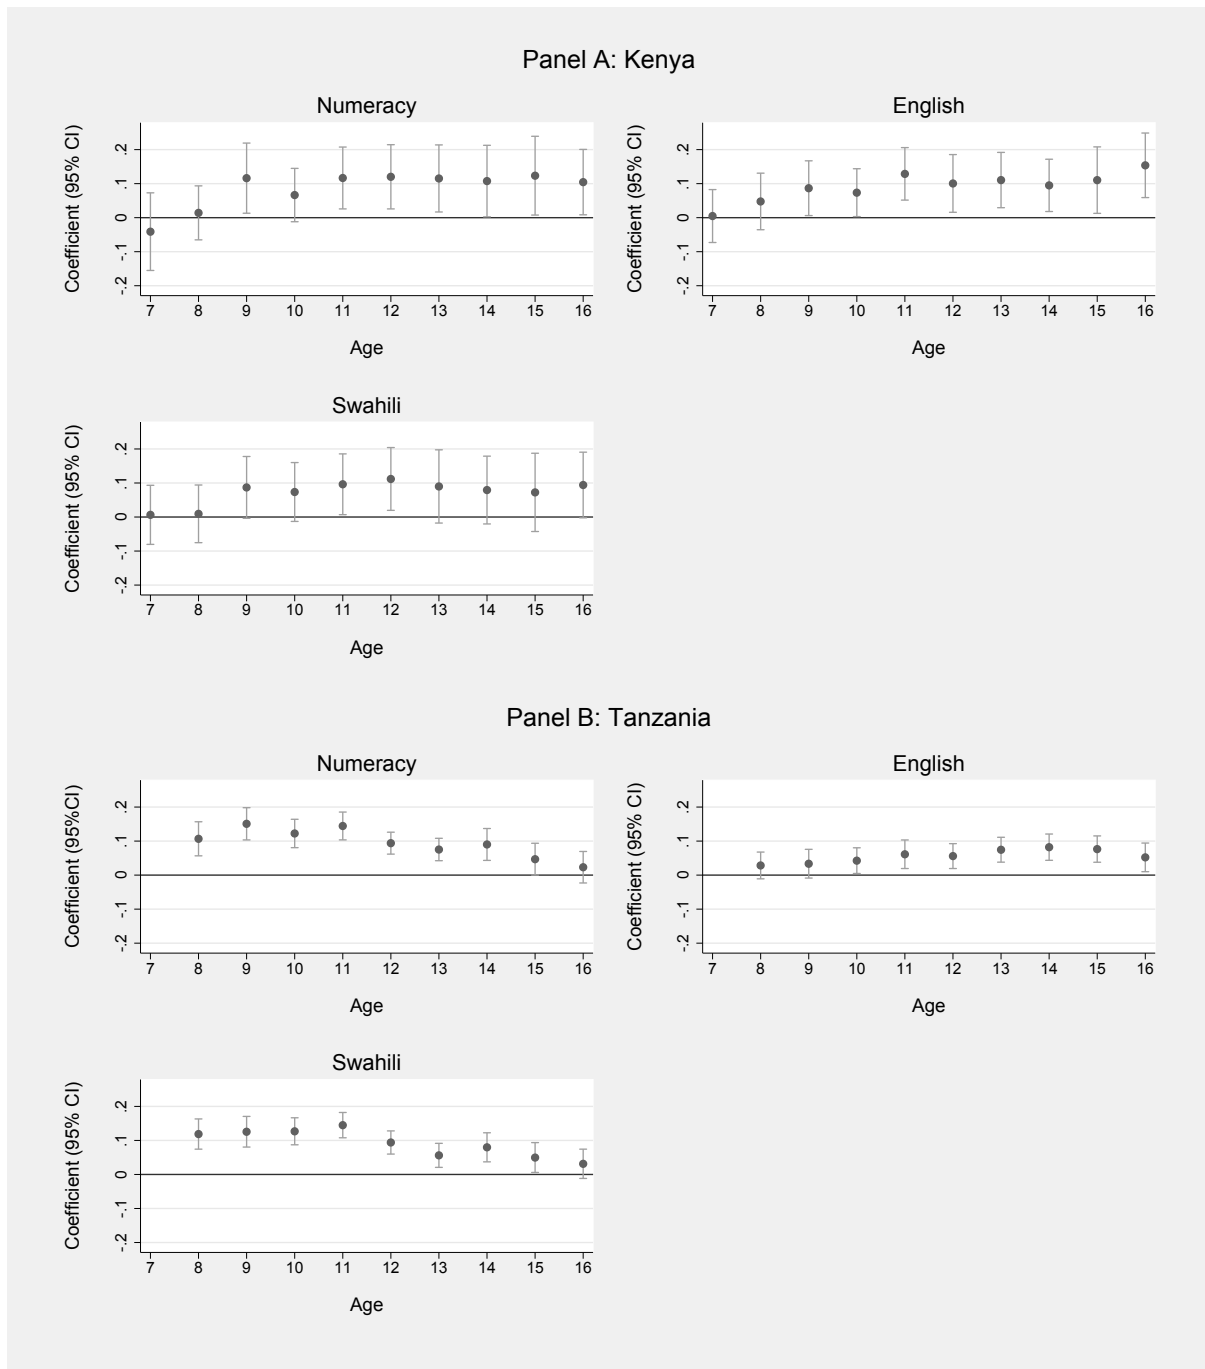 Panel A: Kenya
Numeracy
Coefficient (95% CI)
.2
.1
0
-.1
-.2
7 8 9 10 11 12 13 14 15 16
Age
English
Coefficient (95% CI)
.2
.1
0
-.1
-.2
7 8 9 10 11 12 13 14 15 16
Age
Swahili
Coefficient (95% CI)
.2
.1
0
-.1
-.2
7 8 9 10 11 12 13 14 15 16
Age
Panel B: Tanzania
Numeracy
Coefficient (95%CI)
.2
.1
0
-.1
-.2
7 8 9 10 11 12 13 14 15 16
Age
English
Coefficient (95% CI)
.2
.1
0
-.1
-.2
7 8 9 10 11 12 13 14 15 16
Age
Swahili
Coefficient (95% CI)
.2
.1
0
-.1
-.2
7 8 9 10 11 12 13 14 15 16
Age